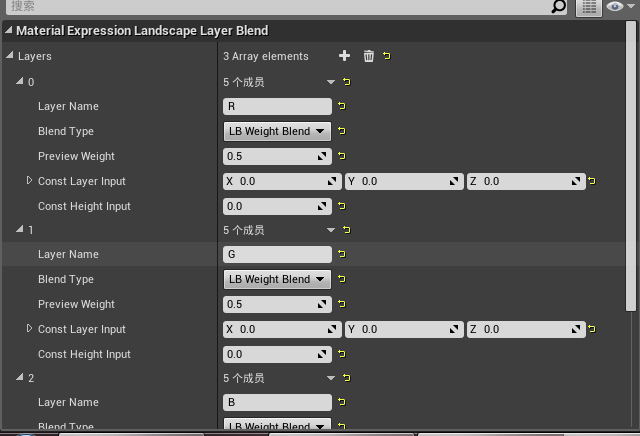 搜索
Material Expression Landscape Layer Blend
Layers 3 Array elements
0 5 个成员
Layer Name R
Blend Type LB Weight Blend
Preview Weight 0.5
Const Layer Input X 0.0 Y 0.0 Z 0.0
Const Height Input 0.0
1 5 个成员
Layer Name G
Blend Type LB Weight Blend
Preview Weight 0.5
Const Layer Input X 0.0 Y 0.0 Z 0.0
Const Height Input 0.0
2 5 个成员
Layer Name B
Blend Type LB Weight Blend